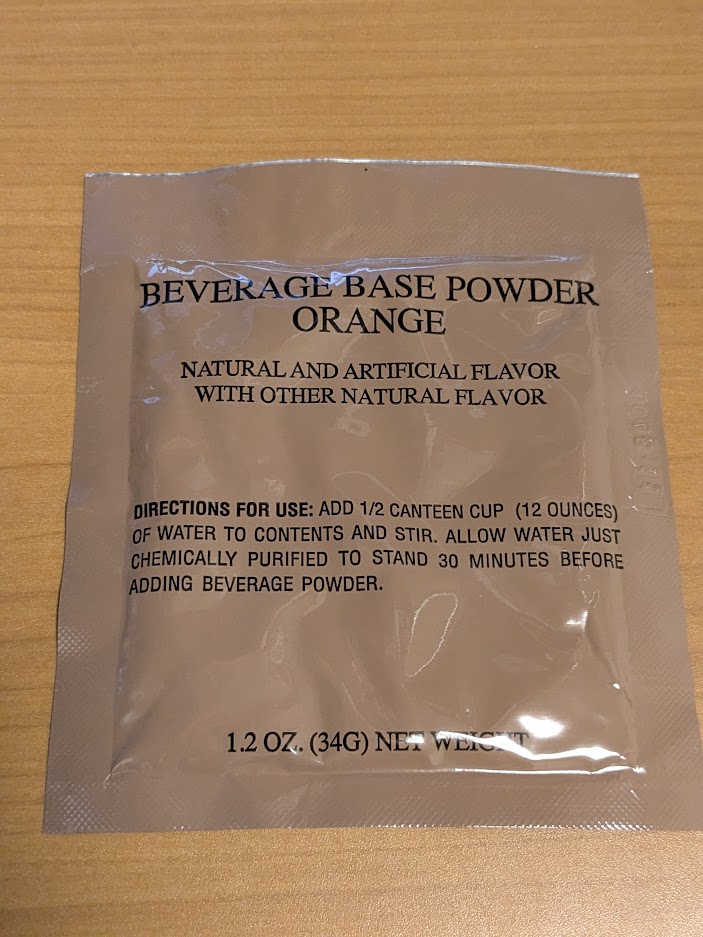 BEVERAGE BASE POWDER
ORANGE
NATURAL AND ARTIFICIAL FLAVOR
WITH OTHER NATURAL FLAVOR
DIRECTIONS FOR USE: ADD 1/2 CANTEEN CUP (12 OUNCES)
OF WATER TO CONTENTS AND STIR. ALLOW WATER JUST
CHEMICALLY PURIFIED TO STAND 30 MINUTES BEFORE
ADDING BEVERAGE POWDER.
1.2 OZ. (34G) NET WEIGHT